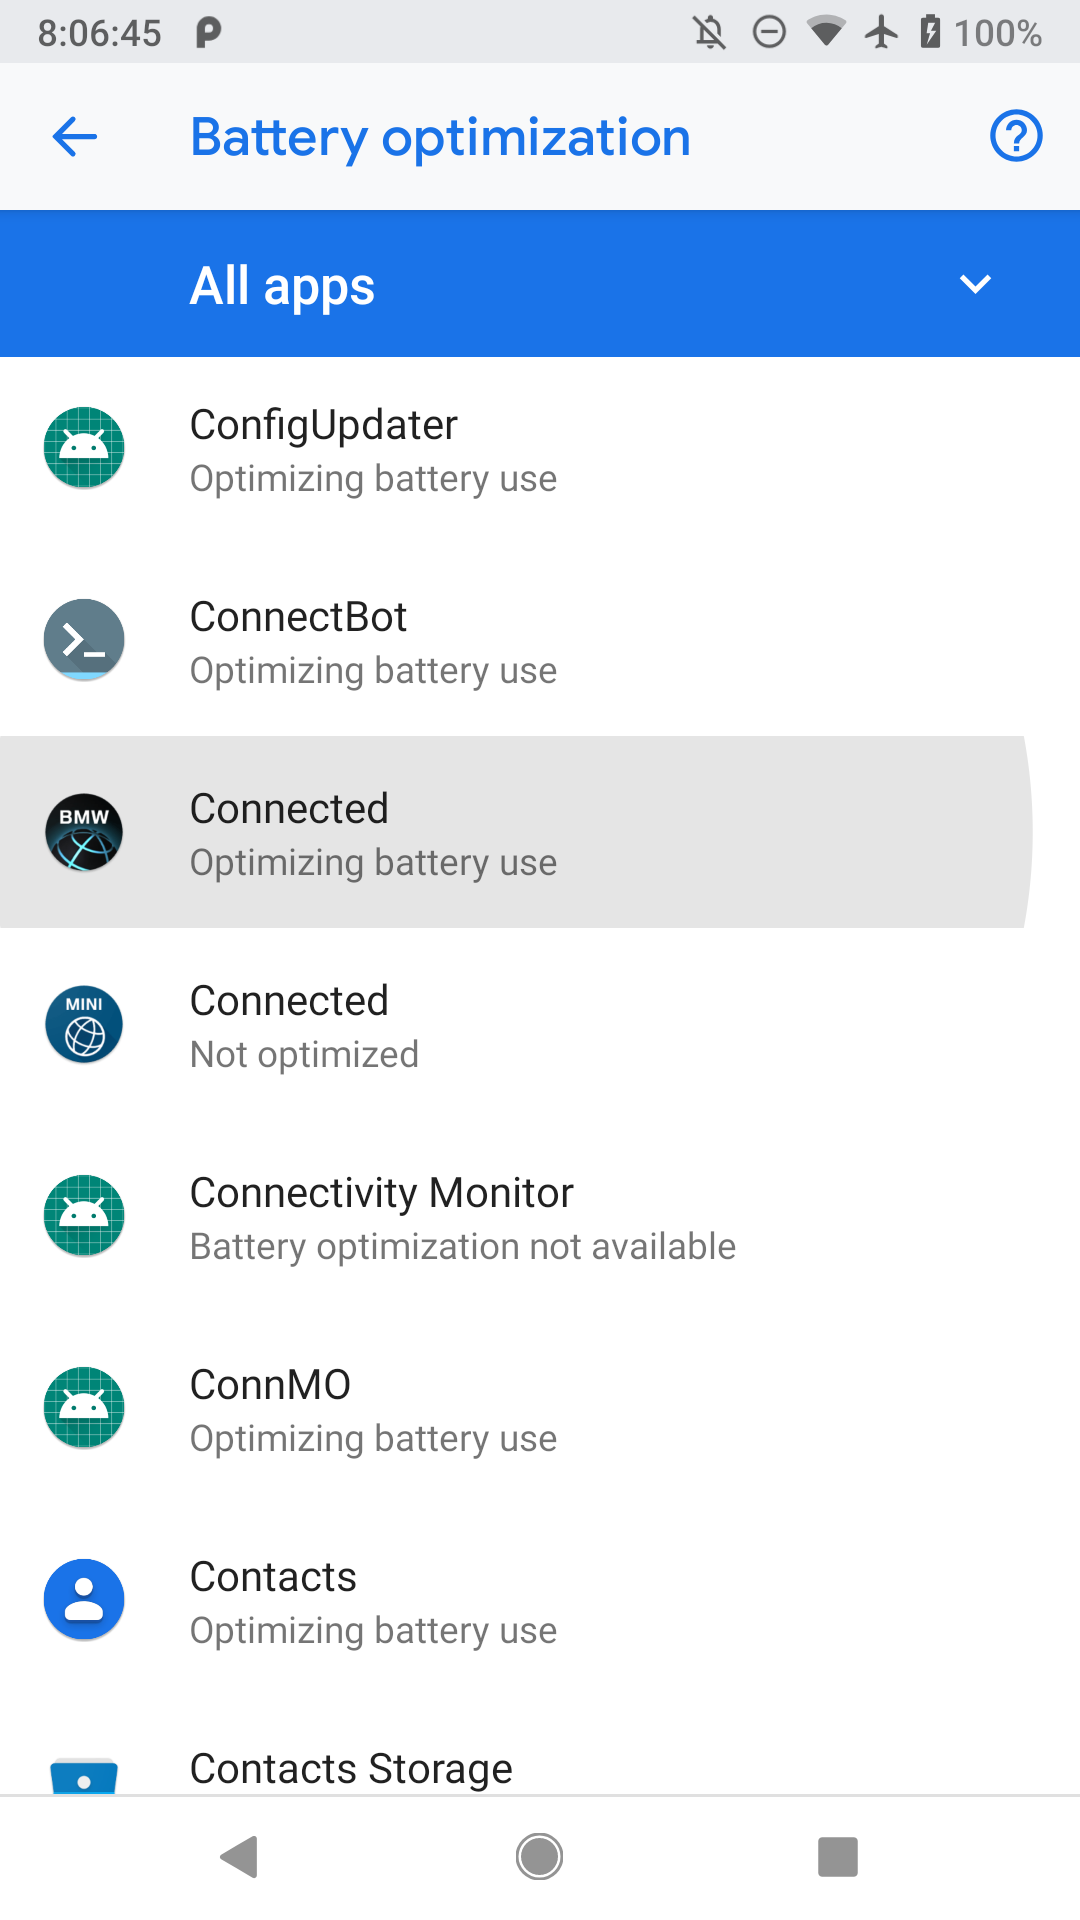 8:06:45 100%
Battery optimization
All apps
ConfigUpdater
Optimizing battery use
ConnectBot
Optimizing battery use
BMW
Connected
Optimizing battery use
MINI
Connected
Not optimized
Connectivity Monitor
Battery optimization not available
ConnMO
Optimizing battery use
Contacts
Optimizing battery use
Contacts Storage